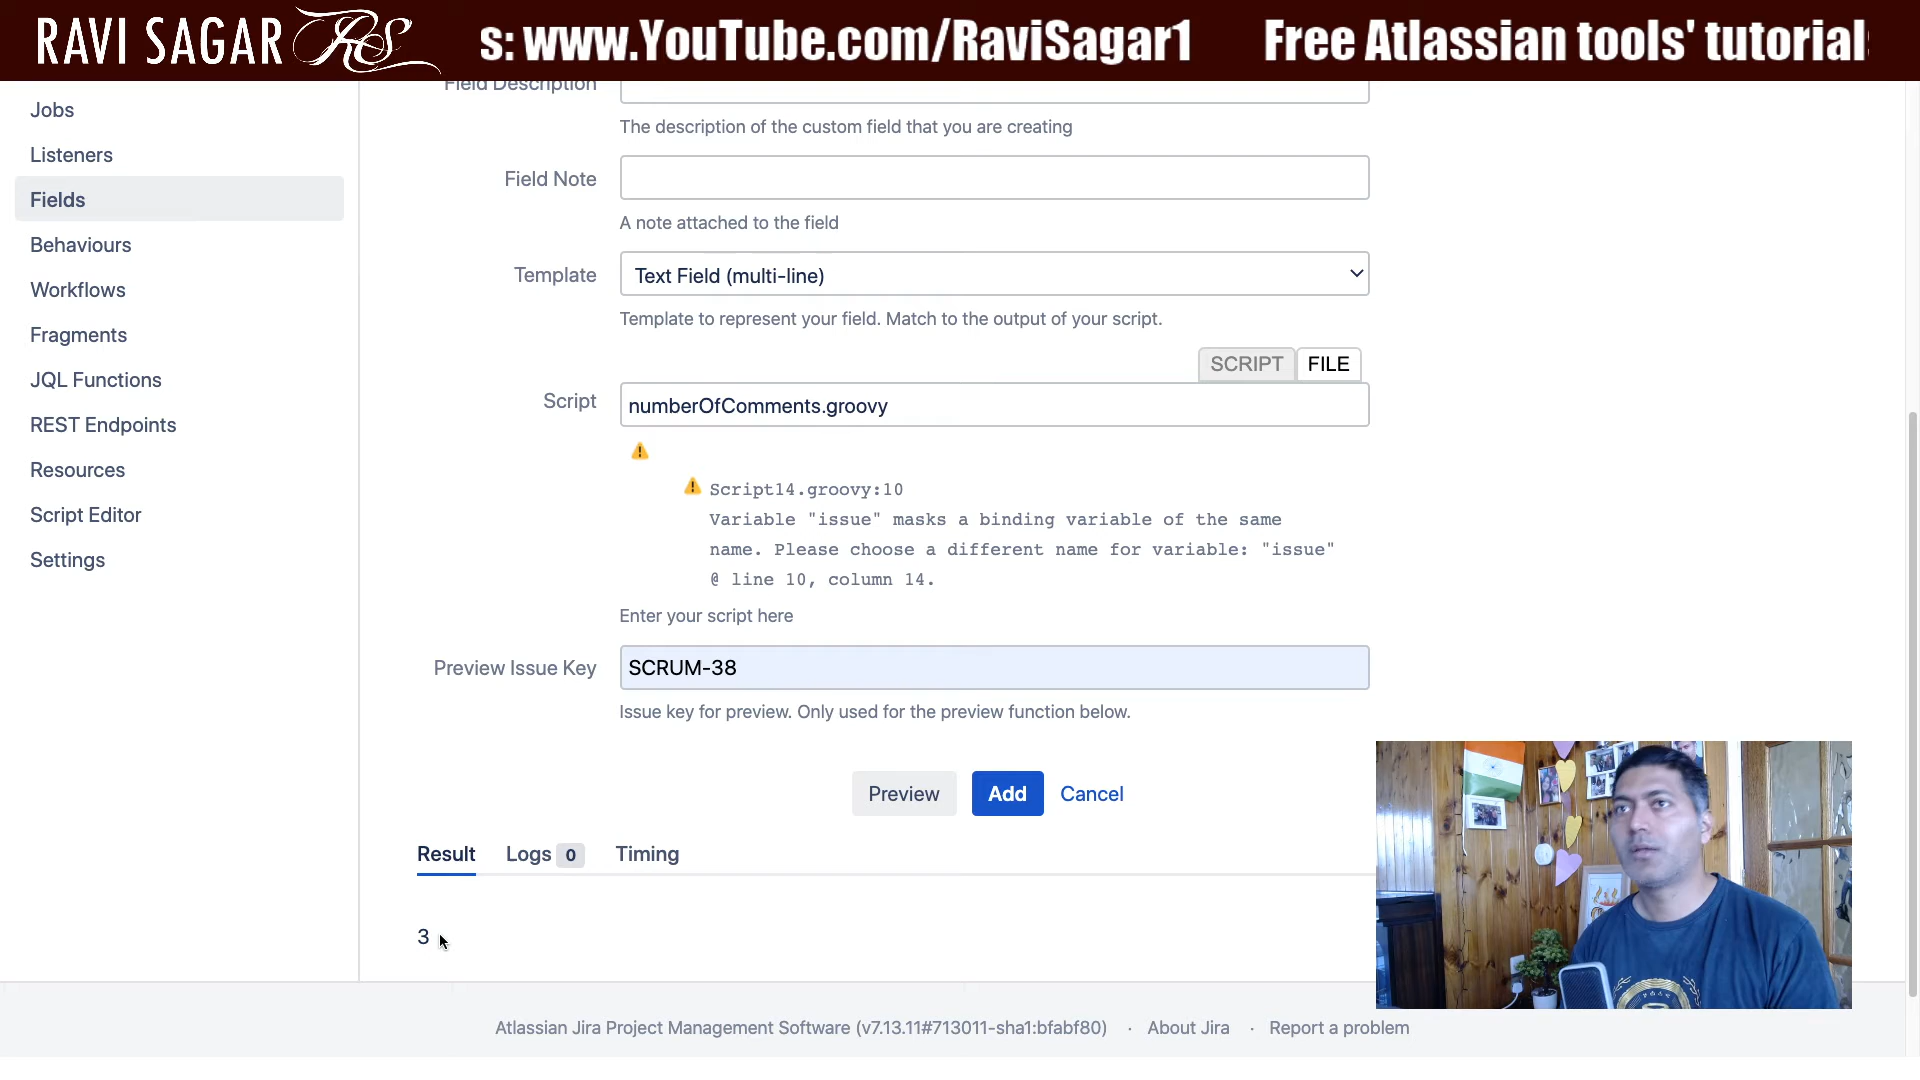 RAVI SAGAR RS
s: www.YouTube.com/RaviSagar1 Free Atlassian tools' tutorial
Field Description
Jobs
The description of the custom field that you are creating
Listeners
Field Note
Fields
A note attached to the field
Behaviours
Template Text Field (multi-line)
Workflows
Template to represent your field. Match to the output of your script.
Fragments
SCRIPT FILE
JQL Functions
Script numberOfComments.groovy
REST Endpoints
Resources
Script14.groovy:10
Script Editor
Variable "issue" masks a binding variable of the same
name. Please choose a different name for variable: "issue"
Settings
@ line 10, column 14.
Enter your script here
Preview Issue Key SCRUM-38
Issue key for preview. Only used for the preview function below.
Preview Add Cancel
Result Logs 0 Timing
3
Atlassian Jira Project Management Software (v7.13.11#713011-sha1:bfabf80) · About Jira · Report a problem